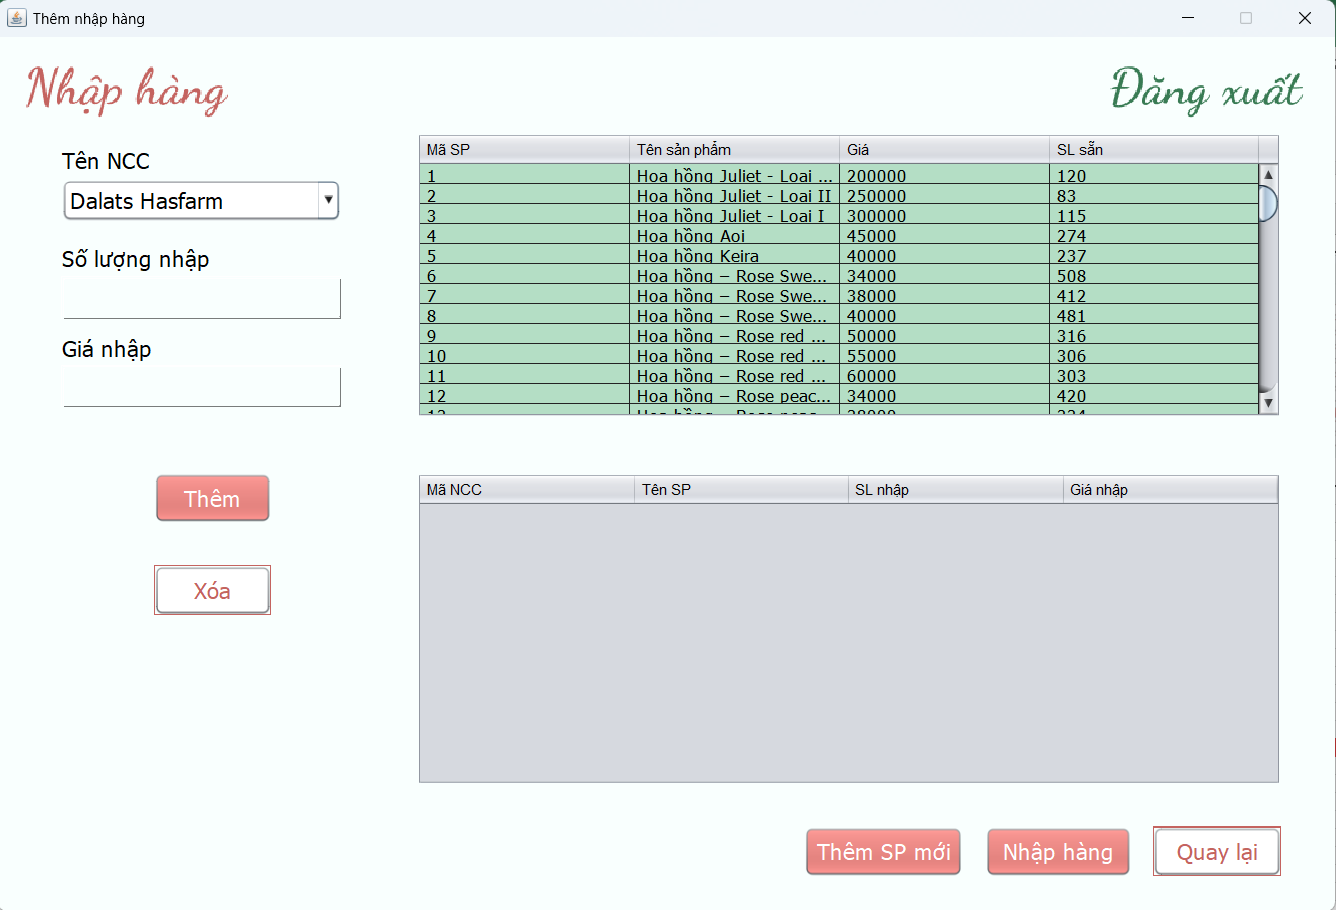 Thêm nhập hàng
Nhập hàng
Đăng xuất
Tên NCC
Dalats Hasfarm
Số lượng nhập
Giá nhập
Thêm
Xóa
Mã SP Tên sản phẩm Giá SL sẵn
1 Hoa hồng Juliet - Loai ... 200000 120
2 Hoa hồng Juliet - Loai II 250000 83
3 Hoa hồng Juliet - Loai I 300000 115
4 Hoa hồng Aoi 45000 274
5 Hoa hồng Keira 40000 237
6 Hoa hồng – Rose Swe... 34000 508
7 Hoa hồng – Rose Swe... 38000 412
8 Hoa hồng – Rose Swe... 40000 481
9 Hoa hồng – Rose red ... 50000 316
10 Hoa hồng – Rose red ... 55000 306
11 Hoa hồng – Rose red ... 60000 303
12 Hoa hồng – Rose peac... 34000 420
Mã NCC Tên SP SL nhập Giá nhập
Thêm SP mới
Nhập hàng
Quay lại